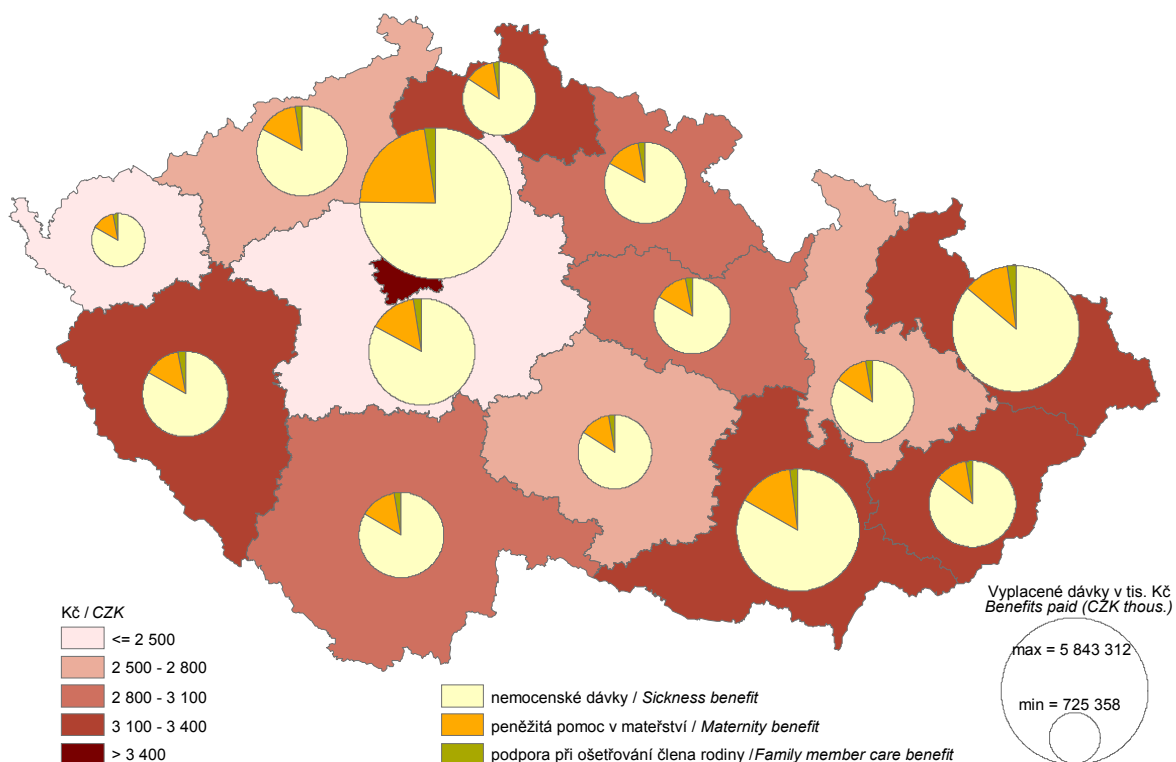 Kč / CZK
<= 2 500
2 500 - 2 800
2 800 - 3 100
3 100 - 3 400
> 3 400
nemocenské dávky / Sickness benefit
peněžitá pomoc v mateřství / Maternity benefit
podpora při ošetřování člena rodiny /Family member care benefit
Vyplacené dávky v tis. Kč
Benefits paid (CZK thous.)
max = 5 843 312
min = 725 358